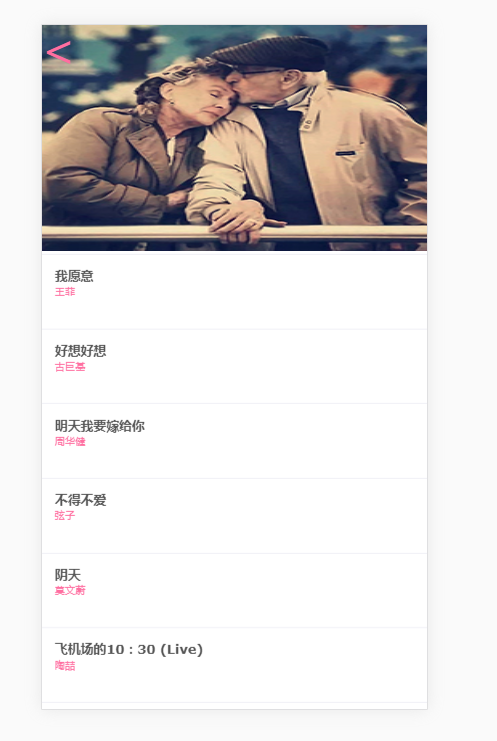 <
我愿意
王菲
好想好想
古巨基
明天我要嫁给你
周华健
不得不爱
弦子
阴天
莫文蔚
飞机场的10：30 (Live)
陶喆